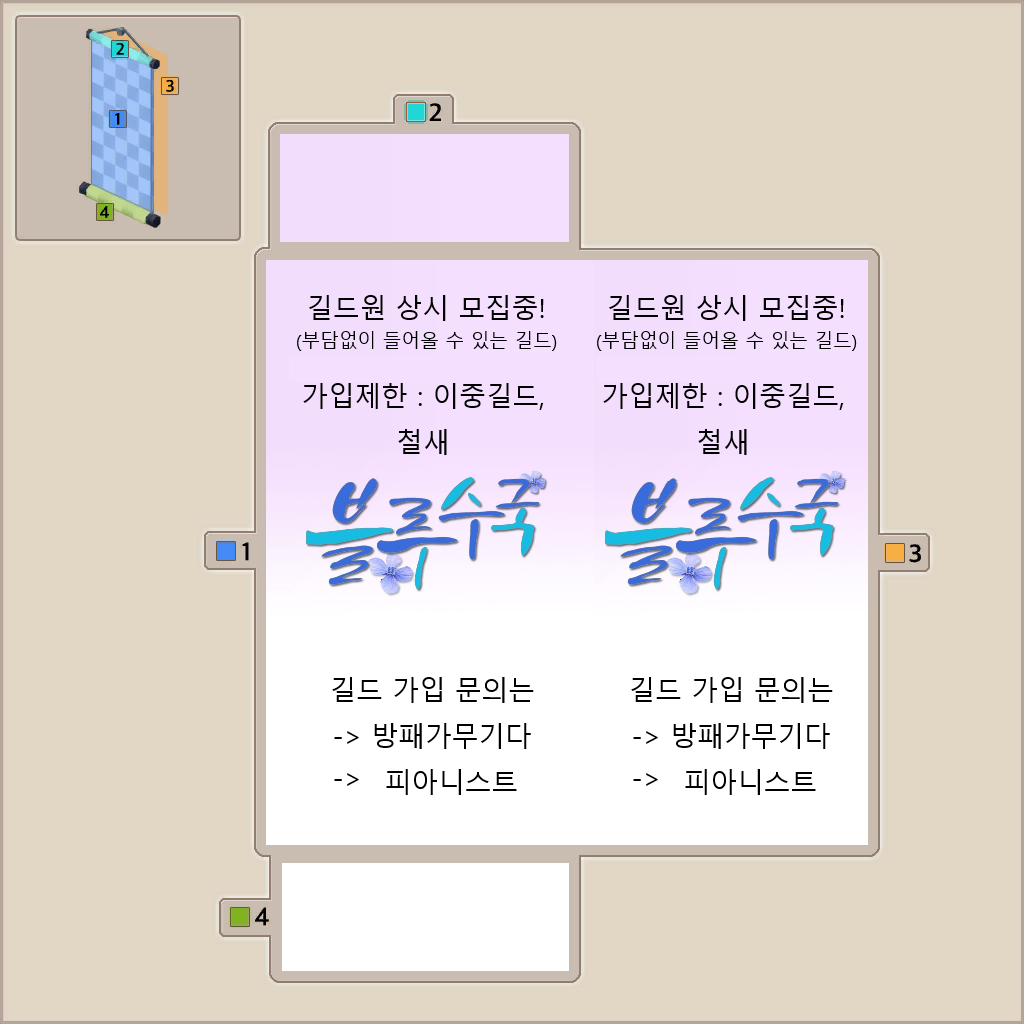 2
1
3
4
2
길드원 상시 모집중!
(부담없이 들어올 수 있는 길드)
가입제한 : 이중길드,
철새
블루수국
길드 가입 문의는
-> 방패가무기다
-> 피아니스트
길드원 상시 모집중!
(부담없이 들어올 수 있는 길드)
가입제한 : 이중길드,
철새
블루수국
길드 가입 문의는
-> 방패가무기다
-> 피아니스트
1
3
4